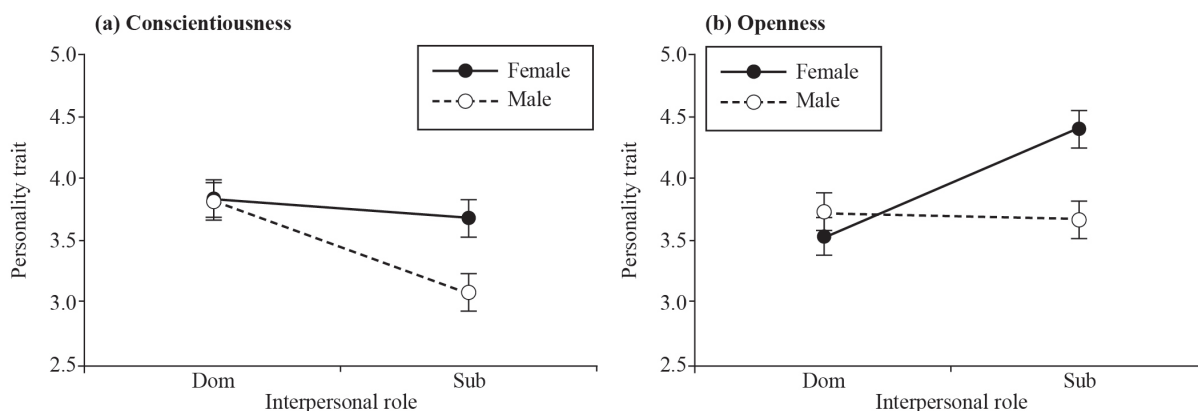 (a) Conscientiousness
5.0
4.5
4.0
3.5
3.0
2.5
Personality trait
Female
Male
Dom
Sub
Interpersonal role
(b) Openness
5.0
4.5
4.0
3.5
3.0
2.5
Personality trait
Female
Male
Dom
Sub
Interpersonal role